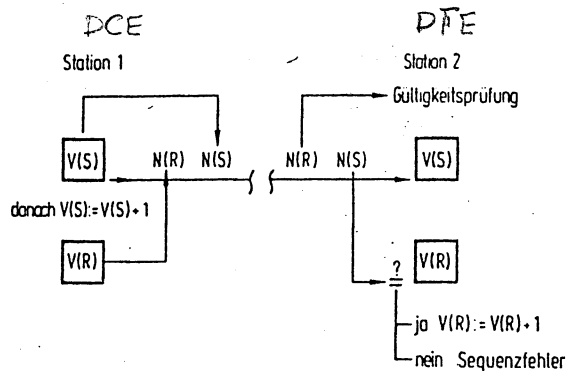 DCE DTE
Station 1 Station 2
Gültigkeitsprüfung
V(S) N(R) N(S) N(R) N(S) V(S)
danach V(S):=V(S)+1
V(R) ? = V(R)
ja V(R):=V(R)+1
nein Sequenzfehler